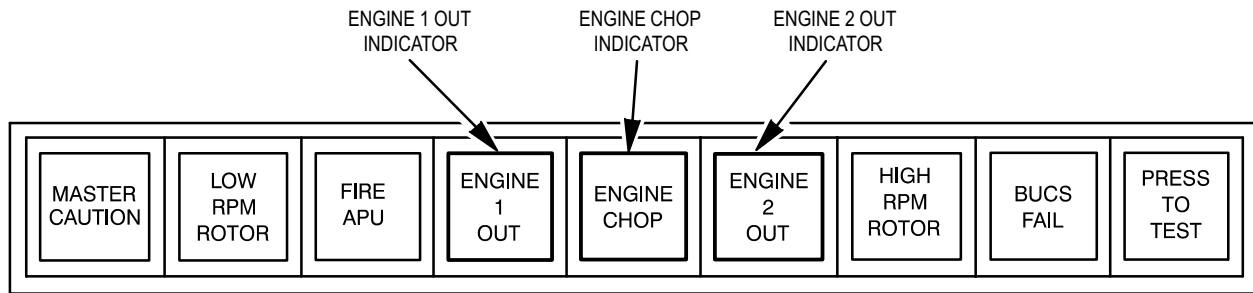 ENGINE 1 OUT
INDICATOR
ENGINE CHOP
INDICATOR
ENGINE 2 OUT
INDICATOR
MASTER
CAUTION
LOW
RPM
ROTOR
FIRE
APU
ENGINE
1
OUT
ENGINE
CHOP
ENGINE
2
OUT
HIGH
RPM
ROTOR
BUCS
FAIL
PRESS
TO
TEST